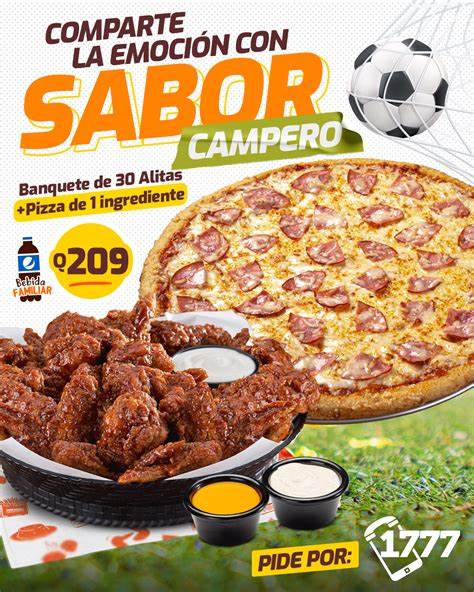 COMPARTE
LA EMOCIÓN CON
SABOR
CAMPERO
Banquete de 30 Alitas
+Pizza de 1 ingrediente
Q209
Bebida
FAMILIAR
PIDE POR:
1777